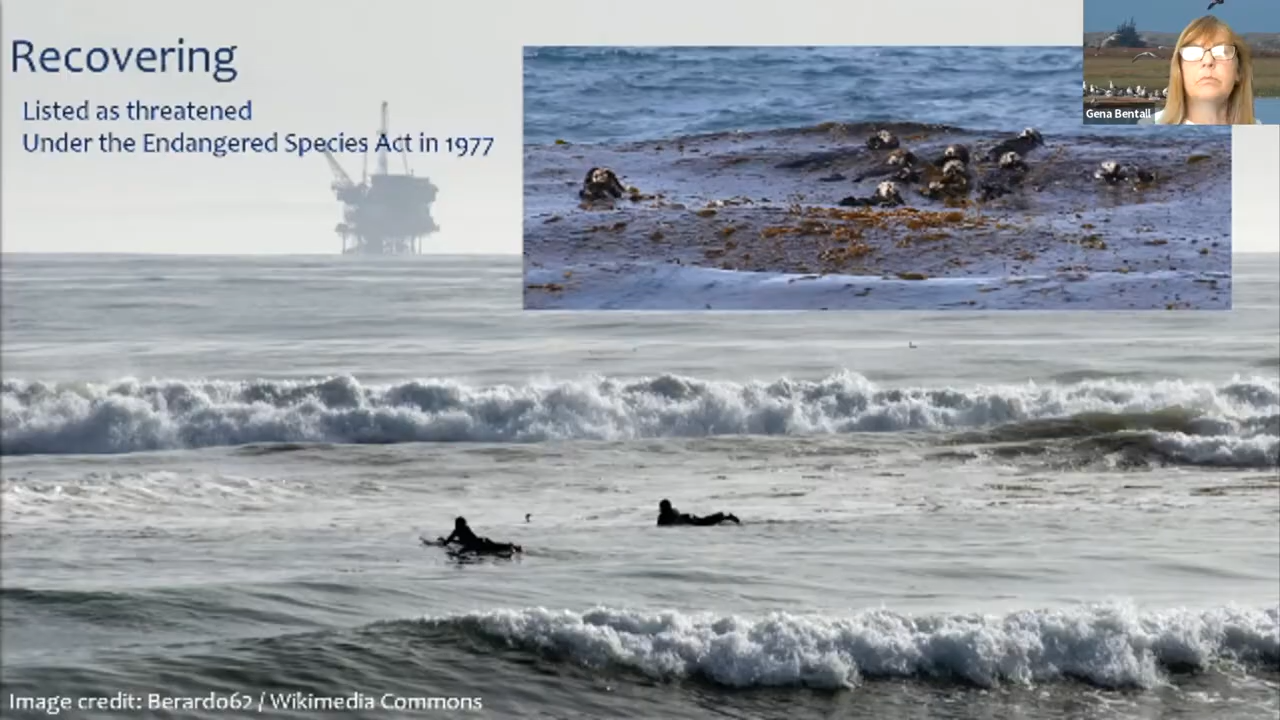 Recovering
Listed as threatened
Under the Endangered Species Act in 1977
Gena Bentall
Image credit: Berardo62 / Wikimedia Commons